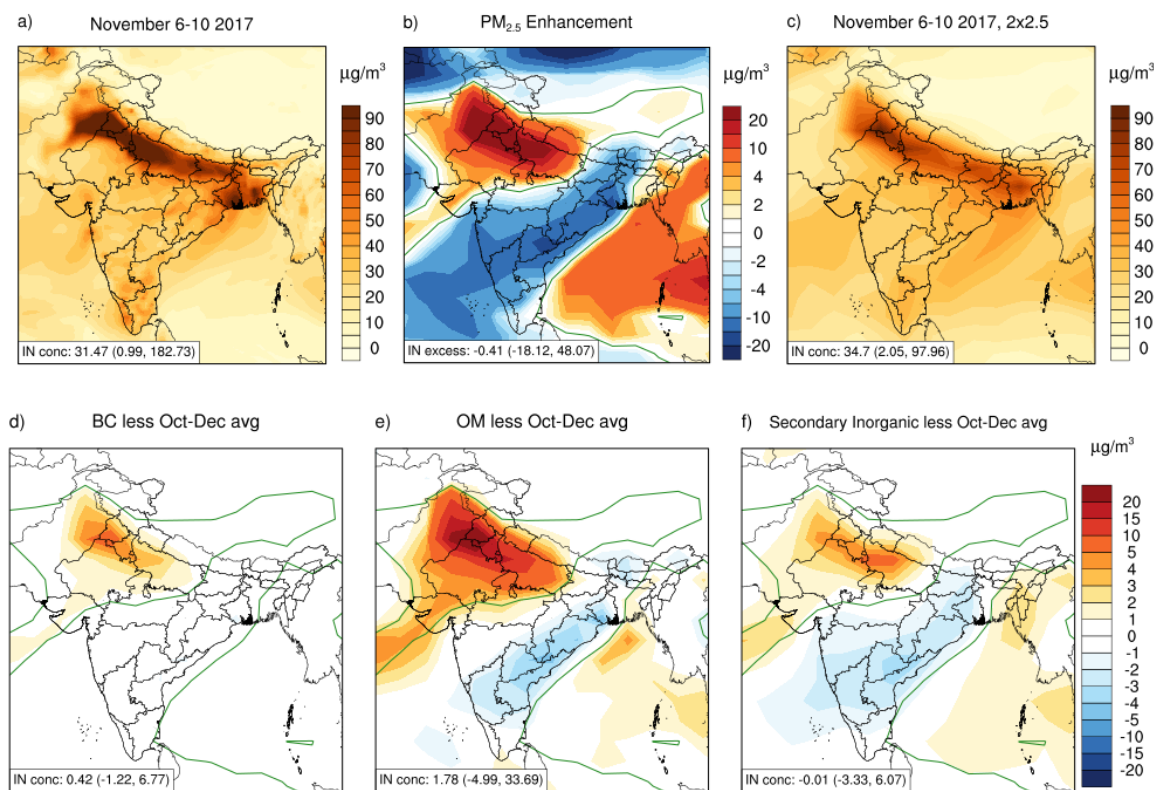 a)
November 6-10 2017
b)
PM2.5 Enhancement
c)
November 6-10 2017, 2x2.5
μg/m³
90
80
70
60
50
40
30
20
10
0
IN conc: 31.47 (0.99, 182.73)
μg/m³
20
10
4
2
0
-2
-4
-10
-20
IN excess: -0.41 (-18.12, 48.07)
μg/m³
90
80
70
60
50
40
30
20
10
0
IN conc: 34.7 (2.05, 97.96)
d)
BC less Oct-Dec avg
e)
OM less Oct-Dec avg
f)
Secondary Inorganic less Oct-Dec avg
μg/m³
20
15
10
5
4
3
2
1
0
-1
-2
-3
-4
-5
-10
-15
-20
IN conc: 0.42 (-1.22, 6.77)
IN conc: 1.78 (-4.99, 33.69)
IN conc: -0.01 (-3.33, 6.07)